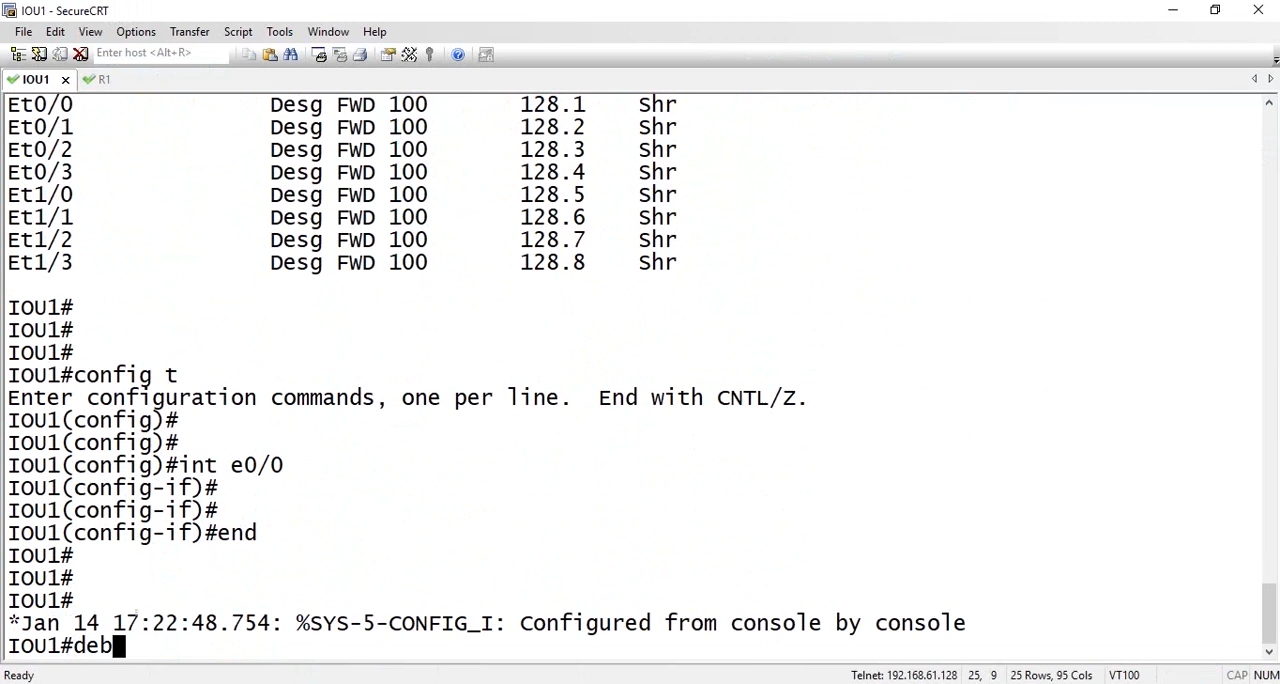 IOU1 - SecureCRT
File Edit View Options Transfer Script Tools Window Help
Enter host <Alt+R>
IOU1 R1
Et0/0 Desg FWD 100 128.1 Shr
Et0/1 Desg FWD 100 128.2 Shr
Et0/2 Desg FWD 100 128.3 Shr
Et0/3 Desg FWD 100 128.4 Shr
Et1/0 Desg FWD 100 128.5 Shr
Et1/1 Desg FWD 100 128.6 Shr
Et1/2 Desg FWD 100 128.7 Shr
Et1/3 Desg FWD 100 128.8 Shr
IOU1#
IOU1#
IOU1#
IOU1#config t
Enter configuration commands, one per line.  End with CNTL/Z.
IOU1(config)#
IOU1(config)#
IOU1(config)#int e0/0
IOU1(config-if)#
IOU1(config-if)#
IOU1(config-if)#end
IOU1#
IOU1#
IOU1#
*Jan 14 17:22:48.754: %SYS-5-CONFIG_I: Configured from console by console
IOU1#deb
Ready Telnet: 192.168.61.128 25, 9 25 Rows, 95 Cols VT100 CAP NUM